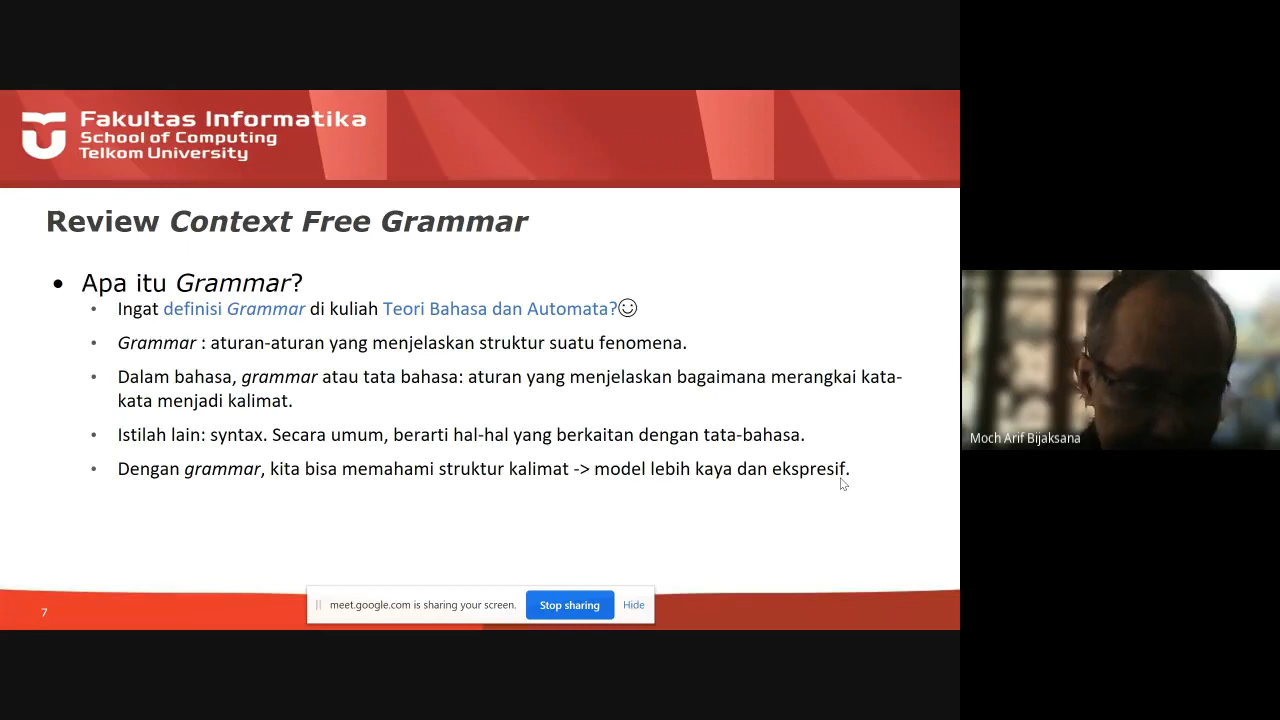 Fakultas Informatika
School of Computing
Telkom University
Review Context Free Grammar
• Apa itu Grammar?
• Ingat definisi Grammar di kuliah Teori Bahasa dan Automata?☺
• Grammar : aturan-aturan yang menjelaskan struktur suatu fenomena.
• Dalam bahasa, grammar atau tata bahasa: aturan yang menjelaskan bagaimana merangkai kata-
kata menjadi kalimat.
• Istilah lain: syntax. Secara umum, berarti hal-hal yang berkaitan dengan tata-bahasa.
• Dengan grammar, kita bisa memahami struktur kalimat -> model lebih kaya dan ekspresif.
Moch Arif Bijaksana
7
meet.google.com is sharing your screen. Stop sharing Hide